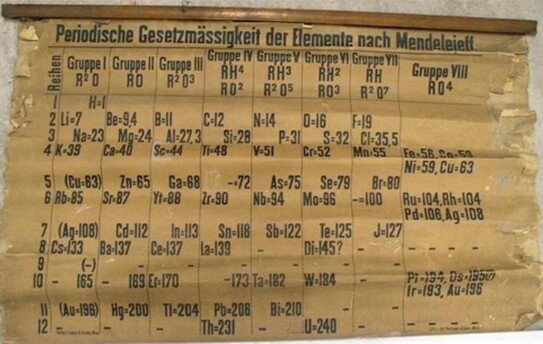 Periodische Gesetzmässigkeit der Elemente nach Mendelejeff
Reihen Gruppe I Gruppe II Gruppe III Gruppe IV Gruppe V Gruppe VI Gruppe VII Gruppe VIII
RH⁴ RH³ RH² RH
R²O RO R²O³ RO² R²O⁵ RO³ R²O⁷ RO⁴
1 H=1
2 Li=7 Be=9,4 B=11 C=12 N=14 O=16 F=19
3 Na=23 Mg=24 Al=27,3 Si=28 P=31 S=32 Cl=35,5
4 K=39 Ca=40 Sc=44 Ti=48 V=51 Cr=52 Mn=55 Fe=56, Co=59
Ni=59, Cu=63
5 (Cu=63) Zn=65 Ga=68 -=72 As=75 Se=79 Br=80
6 Rb=85 Sr=87 Yt=88 Zr=90 Nb=94 Mo=96 -=100 Ru=104, Rh=104
Pd=106, Ag=108
7 (Ag=108) Cd=112 In=113 Sn=118 Sb=122 Te=125 J=127
8 Cs=133 Ba=137 Ce=137 La=139 - Di=145? - - - - -
9 (-) - - - - - -
10 - 165 - 169 Er=170 -173 Ta=182 W=184 - Pt=194, Os=195(?)
Ir=193, Au=196
11 (Au=196) Hg=200 Tl=204 Pb=206 Bi=210 - -
12 - - - Th=231 - U=240 - - - - -